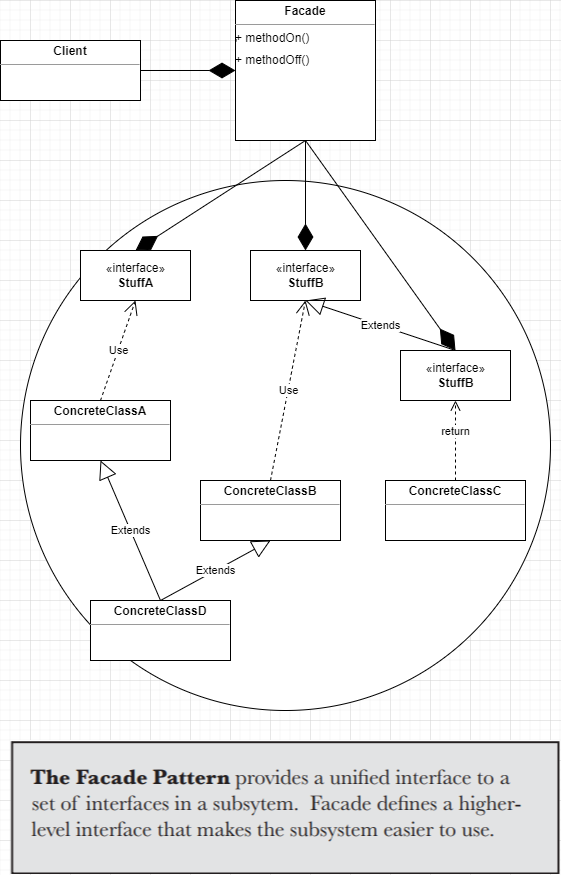 Facade
+ methodOn()
+ methodOff()
Client
«interface»
StuffA
«interface»
StuffB
Extends
«interface»
StuffB
Use
Use
return
ConcreteClassA
ConcreteClassB
ConcreteClassC
Extends
Extends
ConcreteClassD
The Facade Pattern provides a unified interface to a
set of interfaces in a subsytem. Facade defines a higher-
level interface that makes the subsystem easier to use.